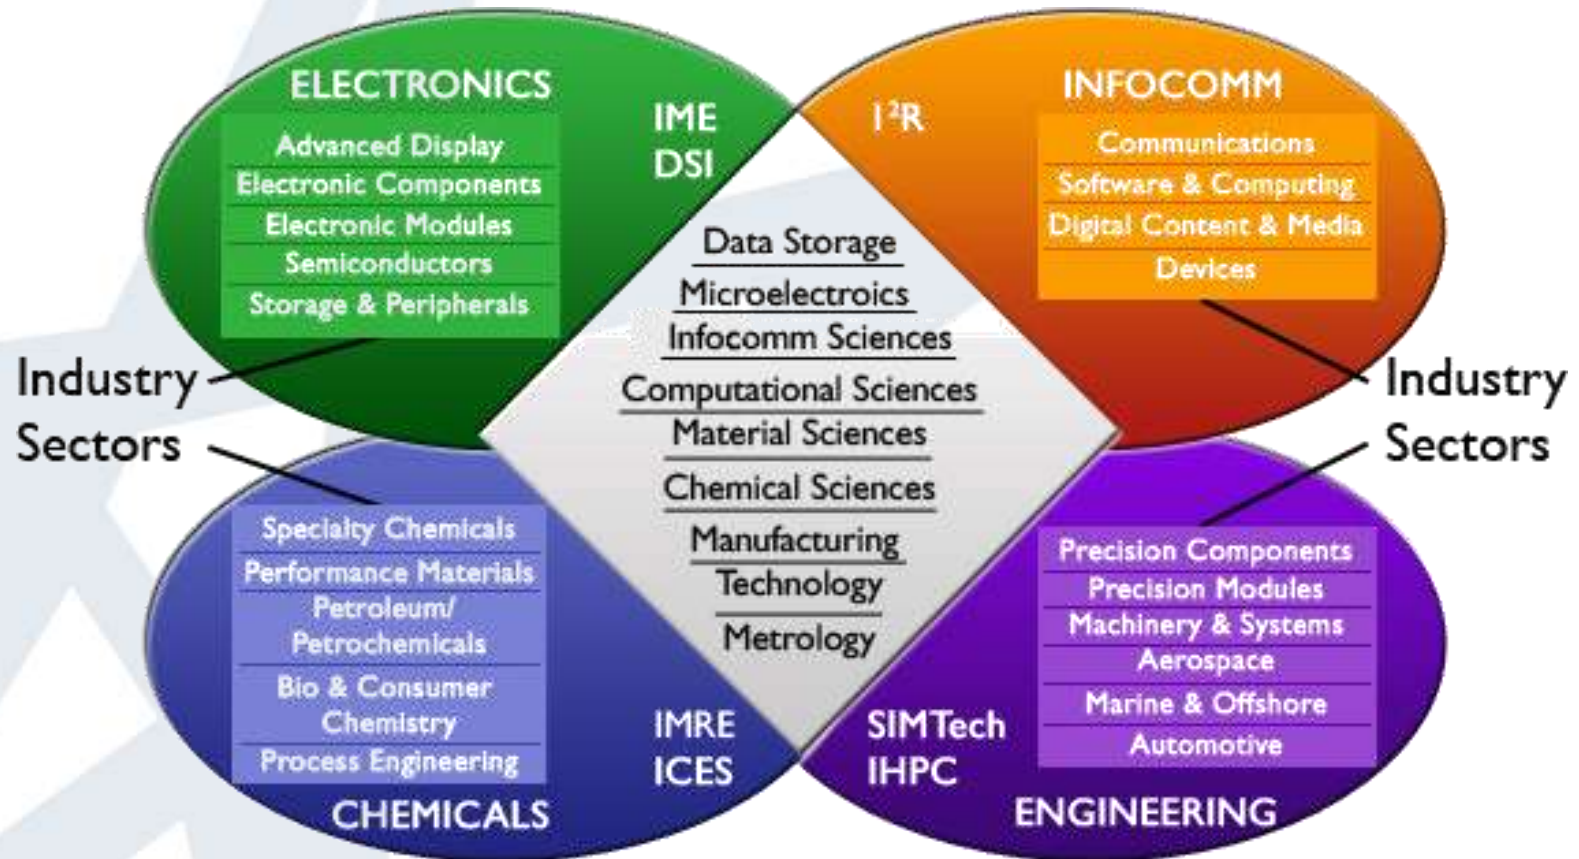 ELECTRONICS
IME
DSI
Advanced Display
Electronic Components
Electronic Modules
Semiconductors
Storage & Peripherals
INFOCOMM
I²R
Communications
Software & Computing
Digital Content & Media
Devices
Industry
Sectors
Data Storage
Microelectroics
Infocomm Sciences
Computational Sciences
Material Sciences
Chemical Sciences
Manufacturing
Technology
Metrology
Industry
Sectors
Specialty Chemicals
Performance Materials
Petroleum/
Petrochemicals
Bio & Consumer
Chemistry
Process Engineering
IMRE
ICES
CHEMICALS
Precision Components
Precision Modules
Machinery & Systems
Aerospace
Marine & Offshore
Automotive
SIMTech
IHPC
ENGINEERING